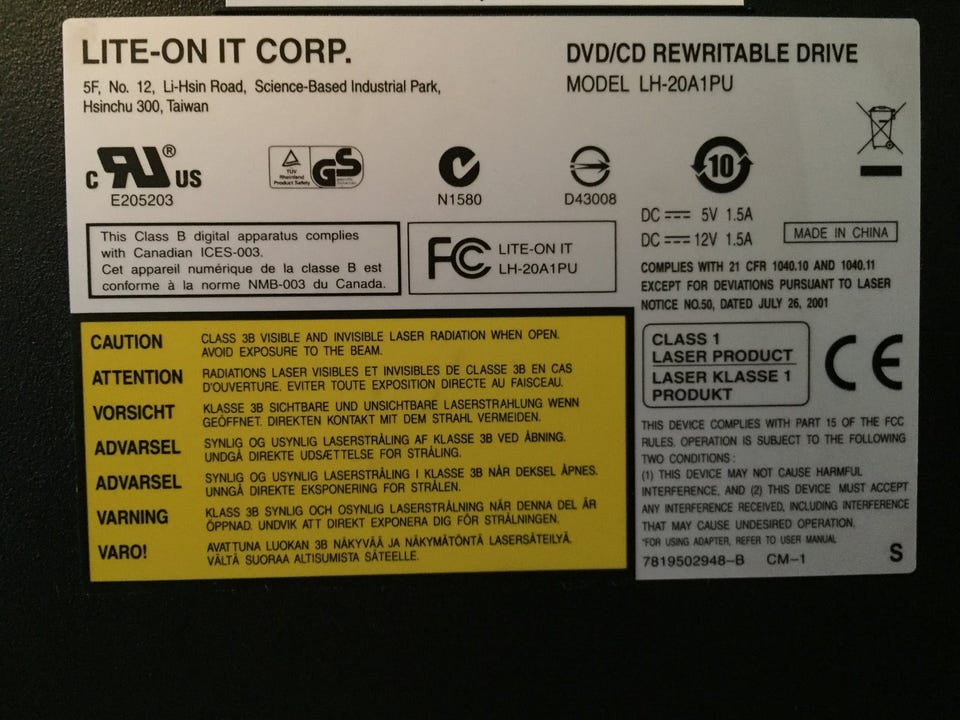 LITE-ON IT CORP.
5F, No. 12, Li-Hsin Road, Science-Based Industrial Park,
Hsinchu 300, Taiwan
DVD/CD REWRITABLE DRIVE
MODEL LH-20A1PU
c RU ® US
E205203
TÜV
Rheinland
Product Safety
GS
N1580
D43008
10
DC 5V 1.5A
DC 12V 1.5A
MADE IN CHINA
This Class B digital apparatus complies
with Canadian ICES-003.
Cet appareil numérique de la classe B est
conforme à la norme NMB-003 du Canada.
FC LITE-ON IT
LH-20A1PU
COMPLIES WITH 21 CFR 1040.10 AND 1040.11
EXCEPT FOR DEVIATIONS PURSUANT TO LASER
NOTICE NO.50, DATED JULY 26, 2001
CAUTION CLASS 3B VISIBLE AND INVISIBLE LASER RADIATION WHEN OPEN.
AVOID EXPOSURE TO THE BEAM.
ATTENTION RADIATIONS LASER VISIBLES ET INVISIBLES DE CLASSE 3B EN CAS
D'OUVERTURE. EVITER TOUTE EXPOSITION DIRECTE AU FAISCEAU.
VORSICHT KLASSE 3B SICHTBARE UND UNSICHTBARE LASERSTRAHLUNG WENN
GEÖFFNET. DIREKTEN KONTAKT MIT DEM STRAHL VERMEIDEN.
ADVARSEL SYNLIG OG USYNLIG LASERSTRÅLING AF KLASSE 3B VED ÅBNING.
UNDGÅ DIREKTE UDSÆTTELSE FOR STRÅLING.
ADVARSEL SYNLIG OG USYNLIG LASERSTRÅLING I KLASSE 3B NÅR DEKSEL ÅPNES.
UNNGÅ DIREKTE EKSPONERING FOR STRÅLEN.
VARNING KLASS 3B SYNLIG OCH OSYNLIG LASERSTRÅLNING NÄR DENNA DEL ÄR
ÖPPNAD. UNDVIK ATT DIREKT EXPONERA DIG FÖR STRÅLNINGEN.
VARO! AVATTUNA LUOKAN 3B NÄKYVÄÄ JA NÄKYMÄTÖNTÄ LASERSÄTEILYÄ.
VÄLTÄ SUORAA ALTISUMISTA SÄTEELLE.
CLASS 1
LASER PRODUCT
LASER KLASSE 1
PRODUKT
CE
THIS DEVICE COMPLIES WITH PART 15 OF THE FCC
RULES. OPERATION IS SUBJECT TO THE FOLLOWING
TWO CONDITIONS :
(1) THIS DEVICE MAY NOT CAUSE HARMFUL
INTERFERENCE, AND (2) THIS DEVICE MUST ACCEPT
ANY INTERFERENCE RECEIVED, INCLUDING INTERFERENCE
THAT MAY CAUSE UNDESIRED OPERATION.
*FOR USING ADAPTER, REFER TO USER MANUAL
7819502948-B CM-1 S